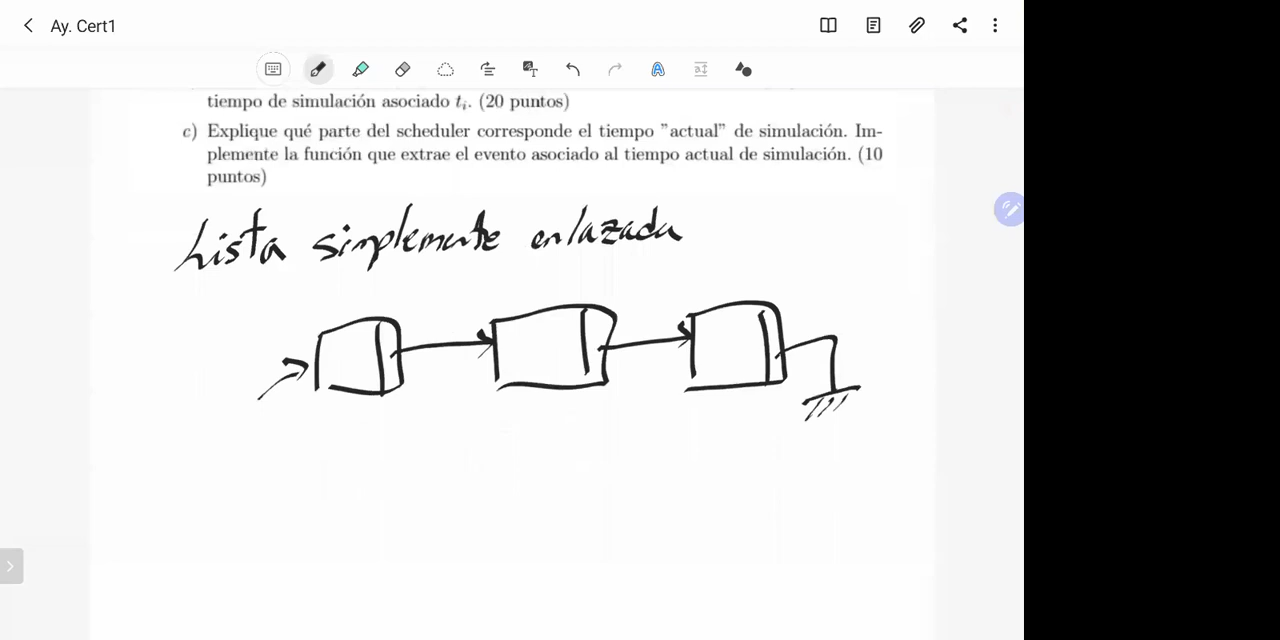 Ay. Cert1
tiempo de simulación asociado tᵢ. (20 puntos)
c) Explique qué parte del scheduler corresponde el tiempo "actual" de simulación. Im-
plemente la función que extrae el evento asociado al tiempo actual de simulación. (10
puntos)
Lista simplemente enlazada